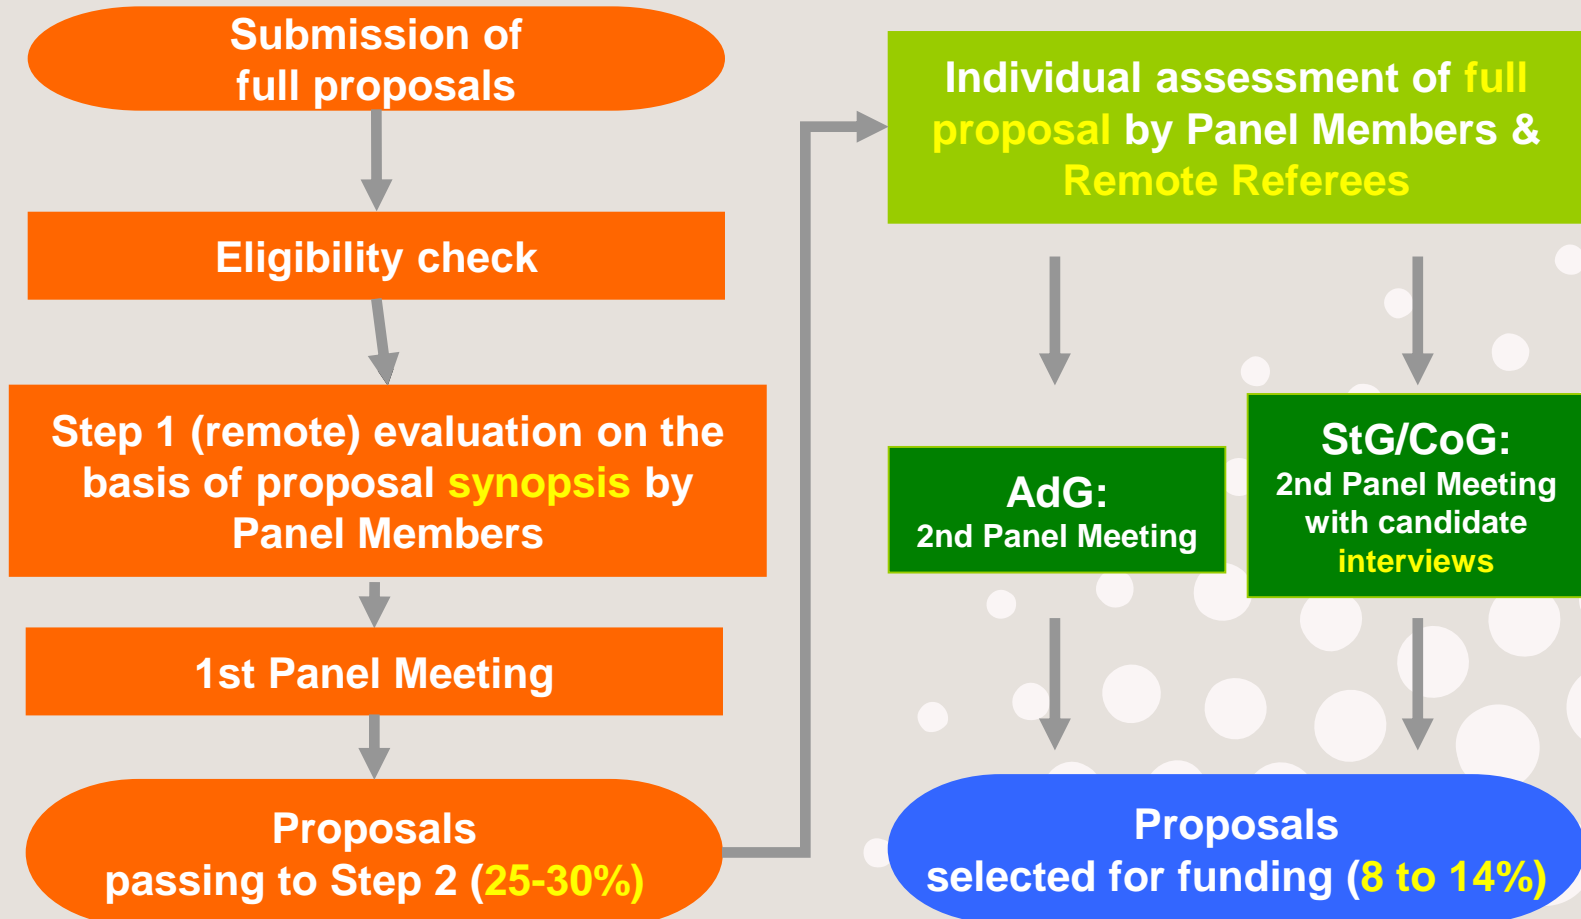 Submission of
full proposals
Eligibility check
Step 1 (remote) evaluation on the
basis of proposal synopsis by
Panel Members
1st Panel Meeting
Proposals
passing to Step 2 (25-30%)
Individual assessment of full
proposal by Panel Members &
Remote Referees
AdG:
2nd Panel Meeting
StG/CoG:
2nd Panel Meeting
with candidate
interviews
Proposals
selected for funding (8 to 14%)